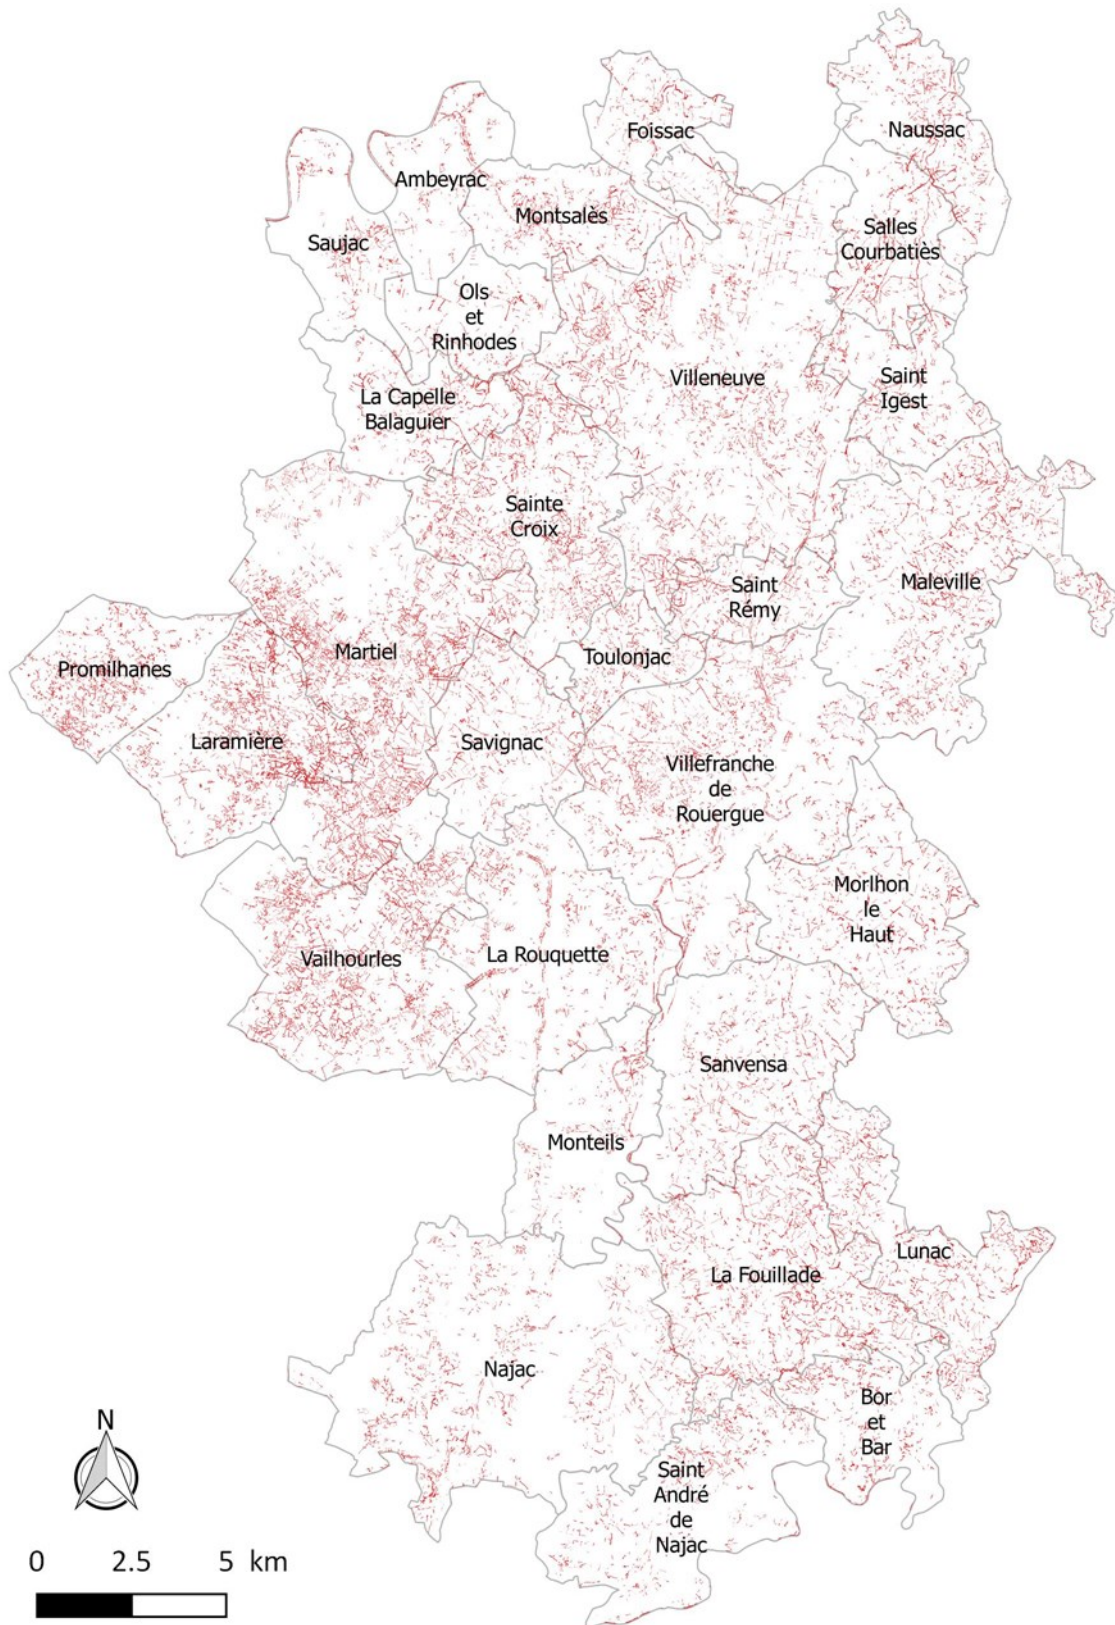 Foissac
Naussac
Ambeyrac
Montsalès
Saujac
Salles
Courbatiès
Ols
et
Rinhodes
Villeneuve
Saint
Igest
La Capelle
Balaguier
Sainte
Croix
Maleville
Saint
Rémy
Martiel
Toulonjac
Promilhanes
Laramière
Savignac
Villefranche
de
Rouergue
Morlhon
le
Haut
Vailhourles
La Rouquette
Sanvensa
Monteils
Lunac
La Fouillade
Najac
Bor
et
Bar
Saint
André
de
Najac
N
0 2.5 5 km